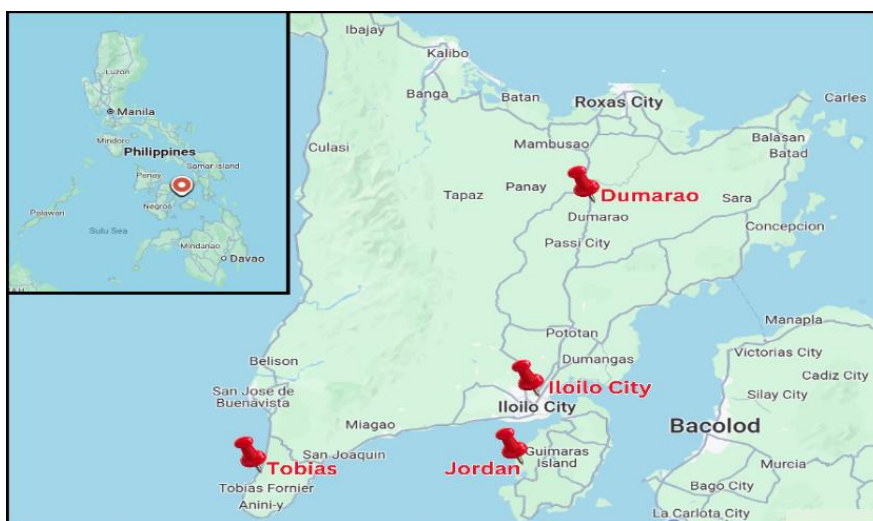 Luzon
Manila
Mindoro
Philippines
Samar Island
Panay
Negros
Palawan
Sulu Sea
Mindanao
Davao
Ibajay
Kalibo
Banga
Batan
Roxas City
Carles
Culasi
Mambusao
Balasan
Batad
Tapaz
Panay
Dumarao
Sara
Dumarao
Concepcion
Passi City
Manapla
Pototan
Belison
Dumangas
Victorias City
Cadiz City
San Jose de
Buenavista
Iloilo City
Silay City
Iloilo City
Miagao
Bacolod
San Joaquin
Tobias
Jordan
Guimaras
Island
Murcia
Tobias Fornier
Bago City
Anini-y
La Carlota City